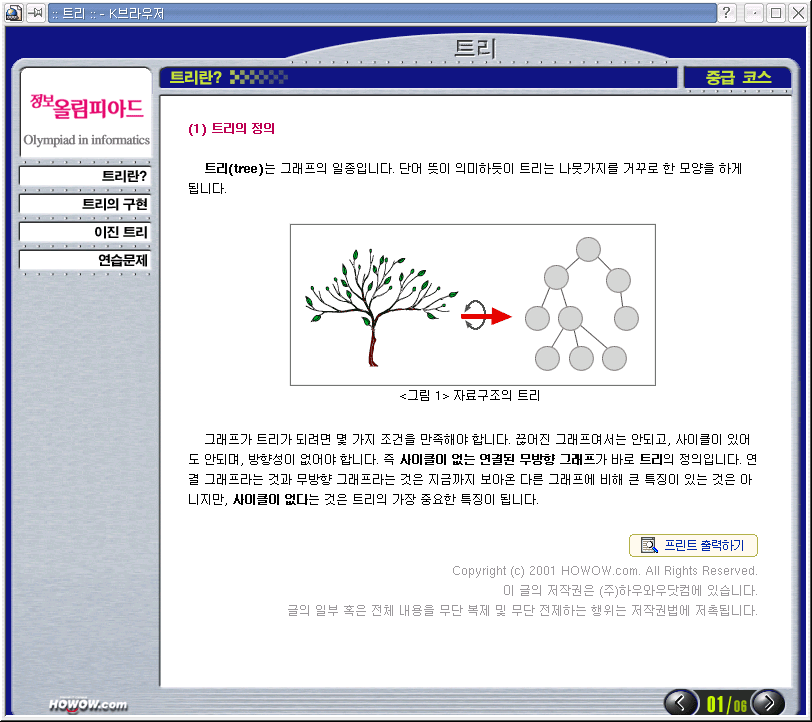 :: 트리 :: - K브라우저
트리
정보올림피아드
Olympiad in informatics
트리란?
트리의 구현
이진 트리
연습문제
트리란?
중급 코스
(1) 트리의 정의
트리(tree)는 그래프의 일종입니다. 단어 뜻이 의미하듯이 트리는 나뭇가지를 거꾸로 한 모양을 하게
됩니다.
<그림 1> 자료구조의 트리
그래프가 트리가 되려면 몇 가지 조건을 만족해야 합니다. 끊어진 그래프여서는 안되고, 사이클이 있어
도 안되며, 방향성이 없어야 합니다. 즉 사이클이 없는 연결된 무방향 그래프가 바로 트리의 정의입니다. 연
결 그래프라는 것과 무방향 그래프라는 것은 지금까지 보아온 다른 그래프에 비해 큰 특징이 있는 것은 아
니지만, 사이클이 없다는 것은 트리의 가장 중요한 특징이 됩니다.
프린트 출력하기
Copyright (c) 2001 HOWOW.com. All Rights Reserved.
이 글의 저작권은 (주)하우와우닷컴에 있습니다.
글의 일부 혹은 전체 내용을 무단 복제 및 무단 전제하는 행위는 저작권법에 저촉됩니다.
HOWOW.com
01/06